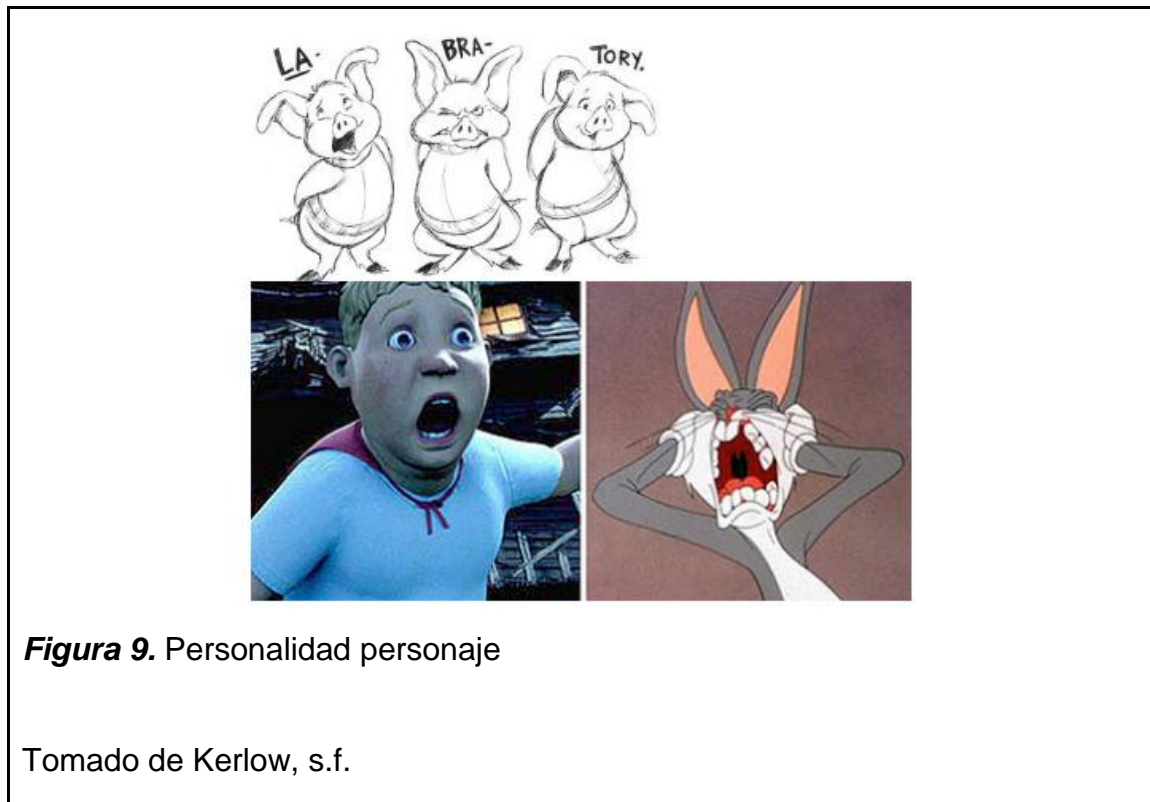 LA-
BRA-
TORY.
Figura 9. Personalidad personaje
Tomado de Kerlow, s.f.